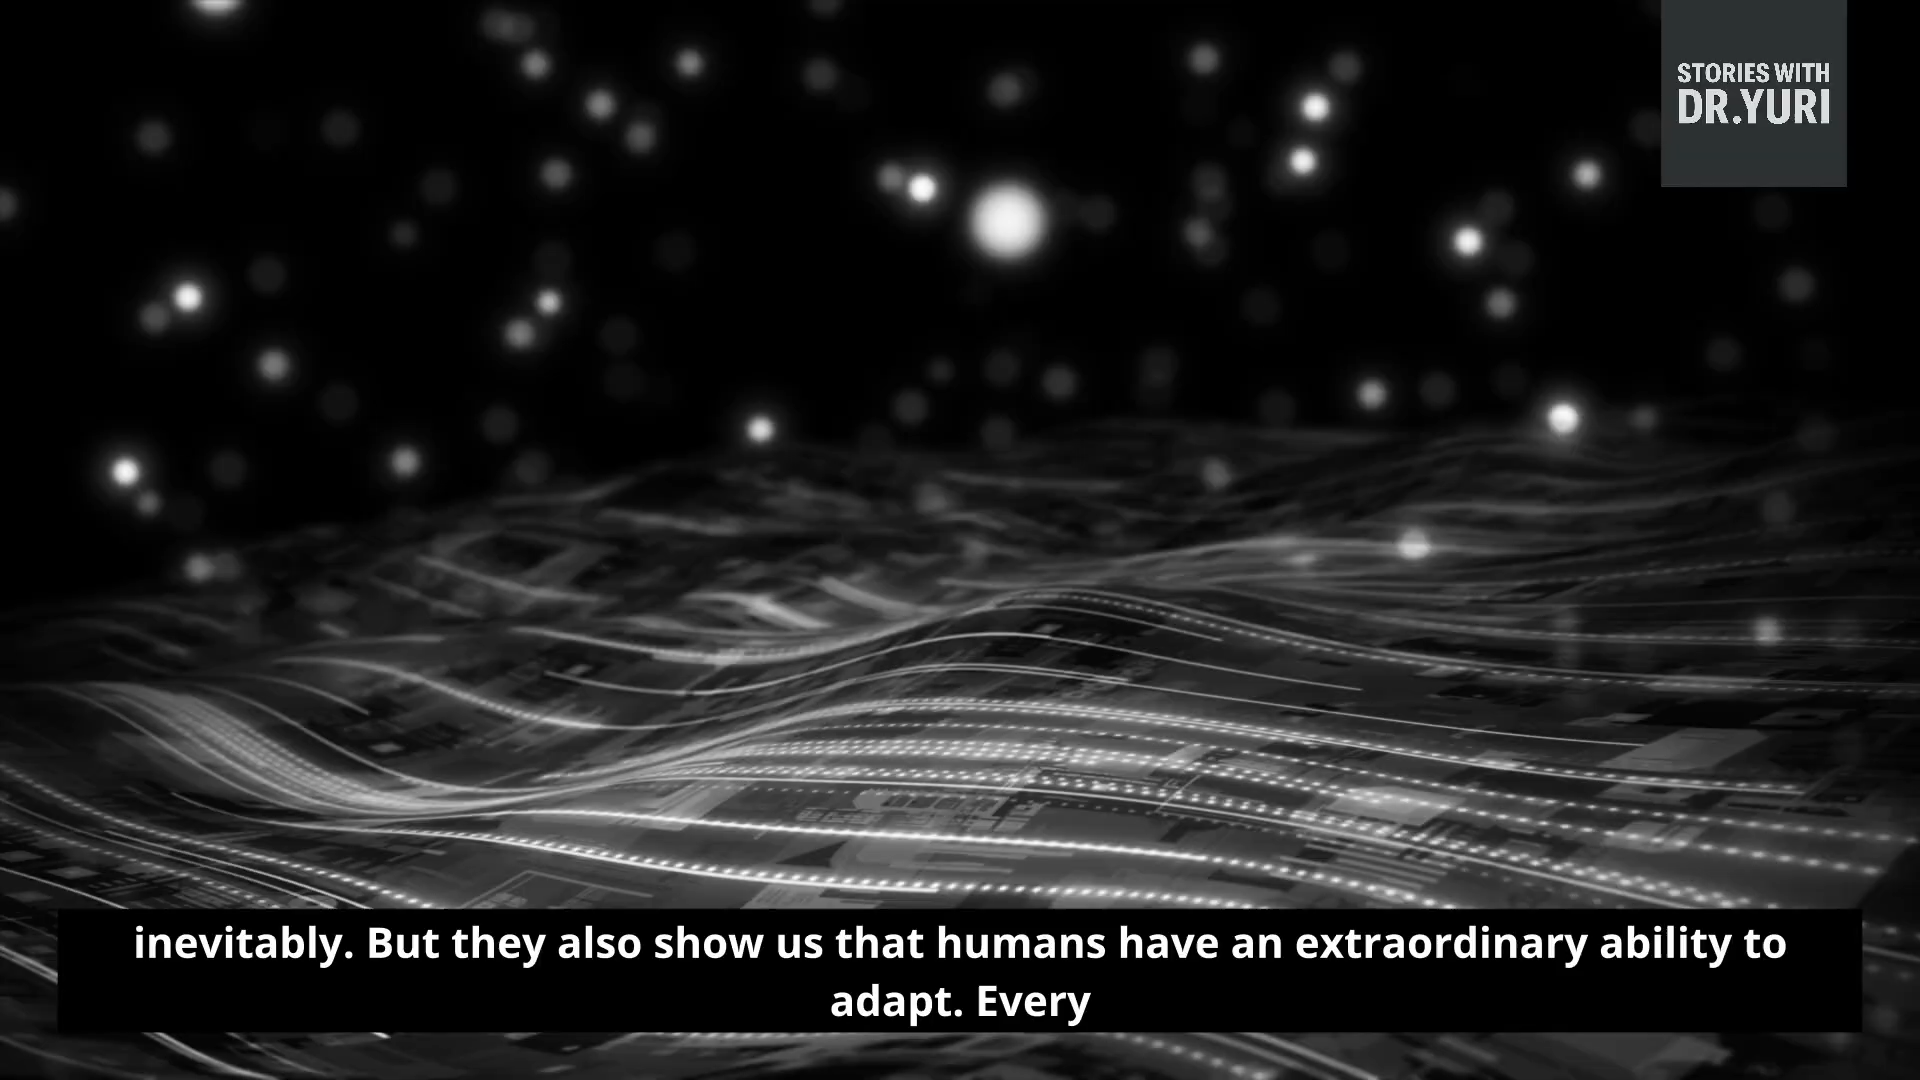 STORIES WITH
DR.YURI
inevitably. But they also show us that humans have an extraordinary ability to
adapt. Every